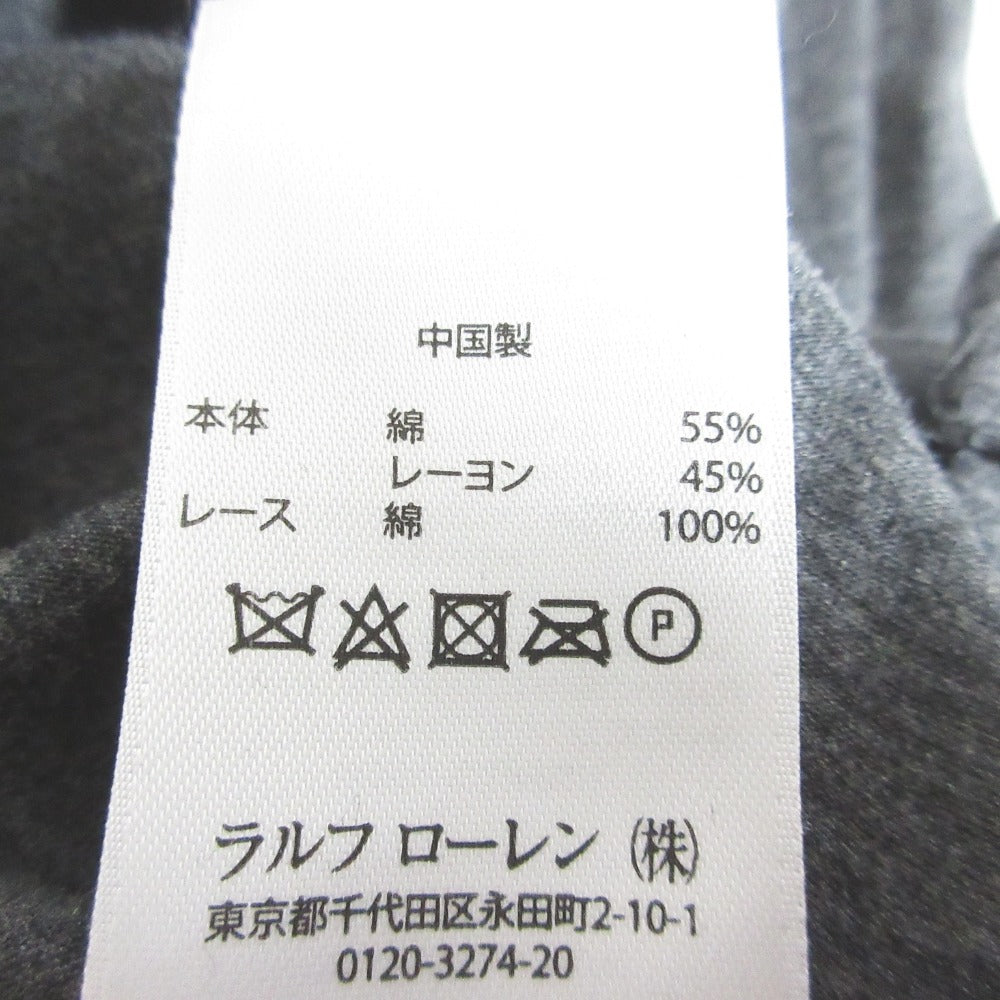 中国製
本体 綿 55%
レーヨン 45%
レース 綿 100%
P
ラルフ ローレン (株)
東京都千代田区永田町2-10-1
0120-3274-20